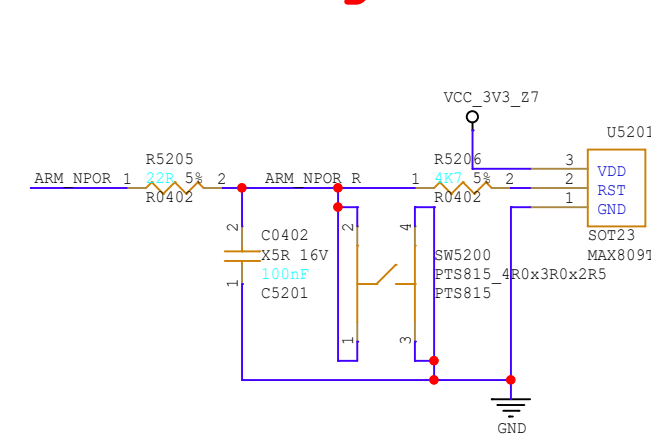 VCC_3V3_Z7
U5201
R5205
R5206
3
VDD
ARM_NPOR 1 22R 5% 2 ARM_NPOR_R 1 4K7 5% 2
2
RST
R0402
R0402
1
GND
2
C0402
2
4
SOT23
X5R 16V
SW5200
MAX809T
100nF
PTS815_4R0x3R0x2R5
1
C5201
PTS815
1
3
GND